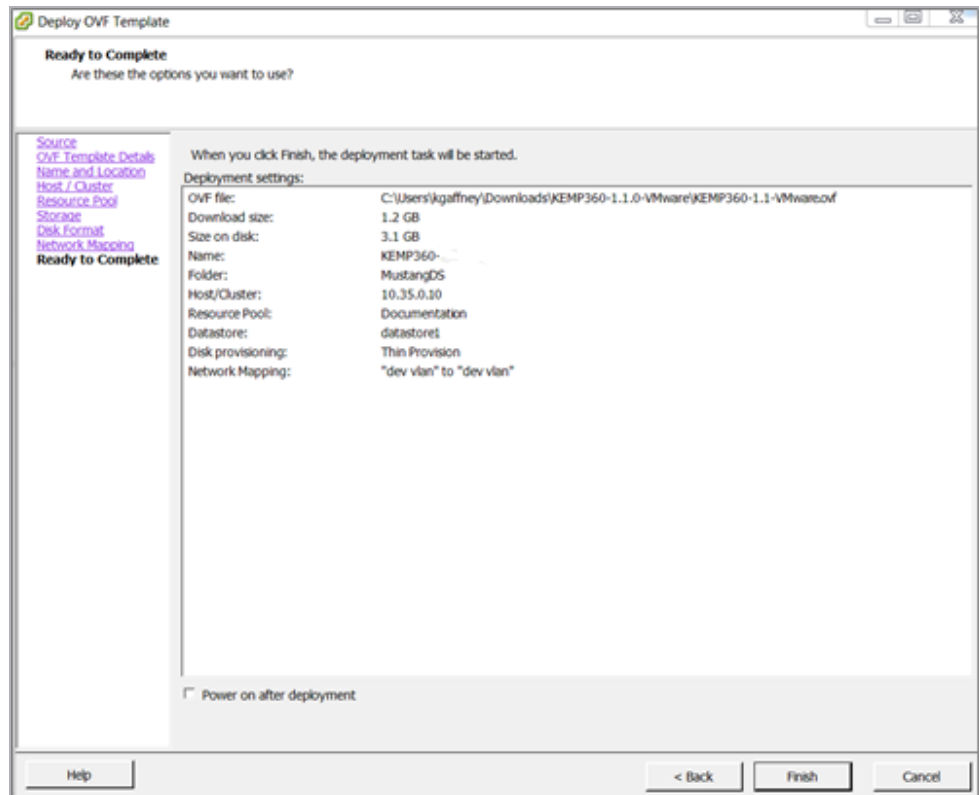 Deploy OVF Template
Ready to Complete
Are these the options you want to use?
Source
OVF Template Details
Name and Location
Host / Cluster
Resource Pool
Storage
Disk Format
Network Mapping
Ready to Complete
When you click Finish, the deployment task will be started.
Deployment settings:
OVF file: C:\Users\kgaffney\Downloads\KEMP360-1.1.0-VMware\KEMP360-1.1-VMware.ovf
Download size: 1.2 GB
Size on disk: 3.1 GB
Name: KEMP360-
Folder: MustangDS
Host/Cluster: 10.35.0.10
Resource Pool: Documentation
Datastore: datastore1
Disk provisioning: Thin Provision
Network Mapping: "dev vlan" to "dev vlan"
Power on after deployment
Help
< Back
Finish
Cancel